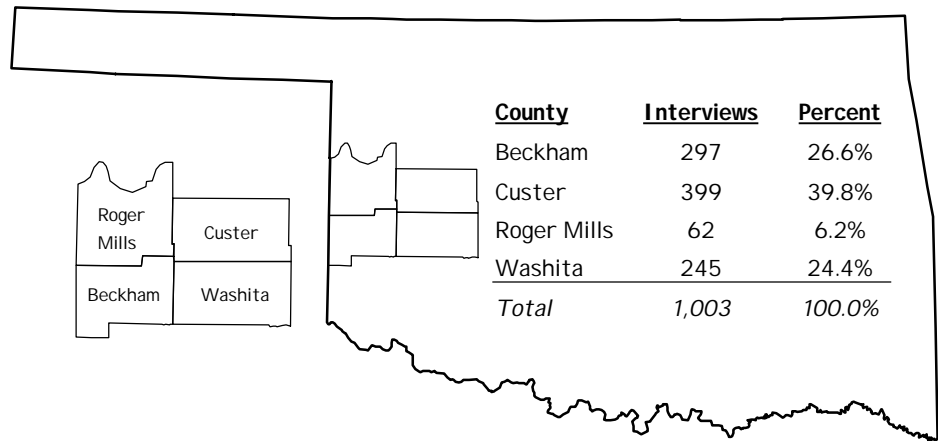 County Interviews Percent
Beckham 297 26.6%
Custer 399 39.8%
Roger Mills 62 6.2%
Washita 245 24.4%
Total 1,003 100.0%
Roger
Mills
Custer
Beckham
Washita